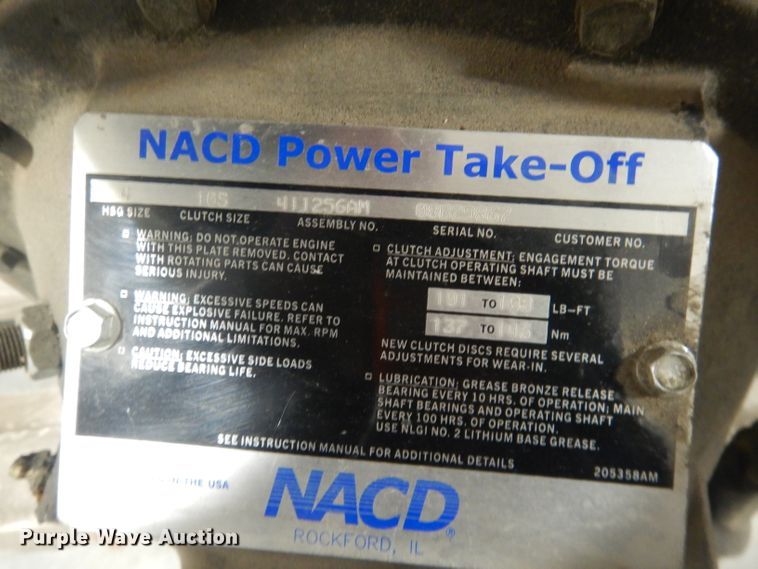 NACD Power Take-Off
4 10S 411256AM
HSG SIZE CLUTCH SIZE ASSEMBLY NO. SERIAL NO. CUSTOMER NO.
WARNING: DO NOT OPERATE ENGINE
WITH THIS PLATE REMOVED. CONTACT
WITH ROTATING PARTS CAN CAUSE
SERIOUS INJURY.
WARNING: EXCESSIVE SPEEDS CAN
CAUSE EXPLOSIVE FAILURE. REFER TO
INSTRUCTION MANUAL FOR MAX. RPM
AND ADDITIONAL LIMITATIONS.
CAUTION: EXCESSIVE SIDE LOADS
REDUCE BEARING LIFE.
CLUTCH ADJUSTMENT: ENGAGEMENT TORQUE
AT CLUTCH OPERATING SHAFT MUST BE
MAINTAINED BETWEEN:
101 TO LB-FT
137 TO Nm
NEW CLUTCH DISCS REQUIRE SEVERAL
ADJUSTMENTS FOR WEAR-IN.
LUBRICATION: GREASE BRONZE RELEASE
BEARING EVERY 10 HRS. OF OPERATION; MAIN
SHAFT BEARINGS AND OPERATING SHAFT
EVERY 100 HRS. OF OPERATION.
USE NLGI NO. 2 LITHIUM BASE GREASE.
SEE INSTRUCTION MANUAL FOR ADDITIONAL DETAILS
205358AM
IN THE USA
NACD®
ROCKFORD, IL
Purple Wave Auction